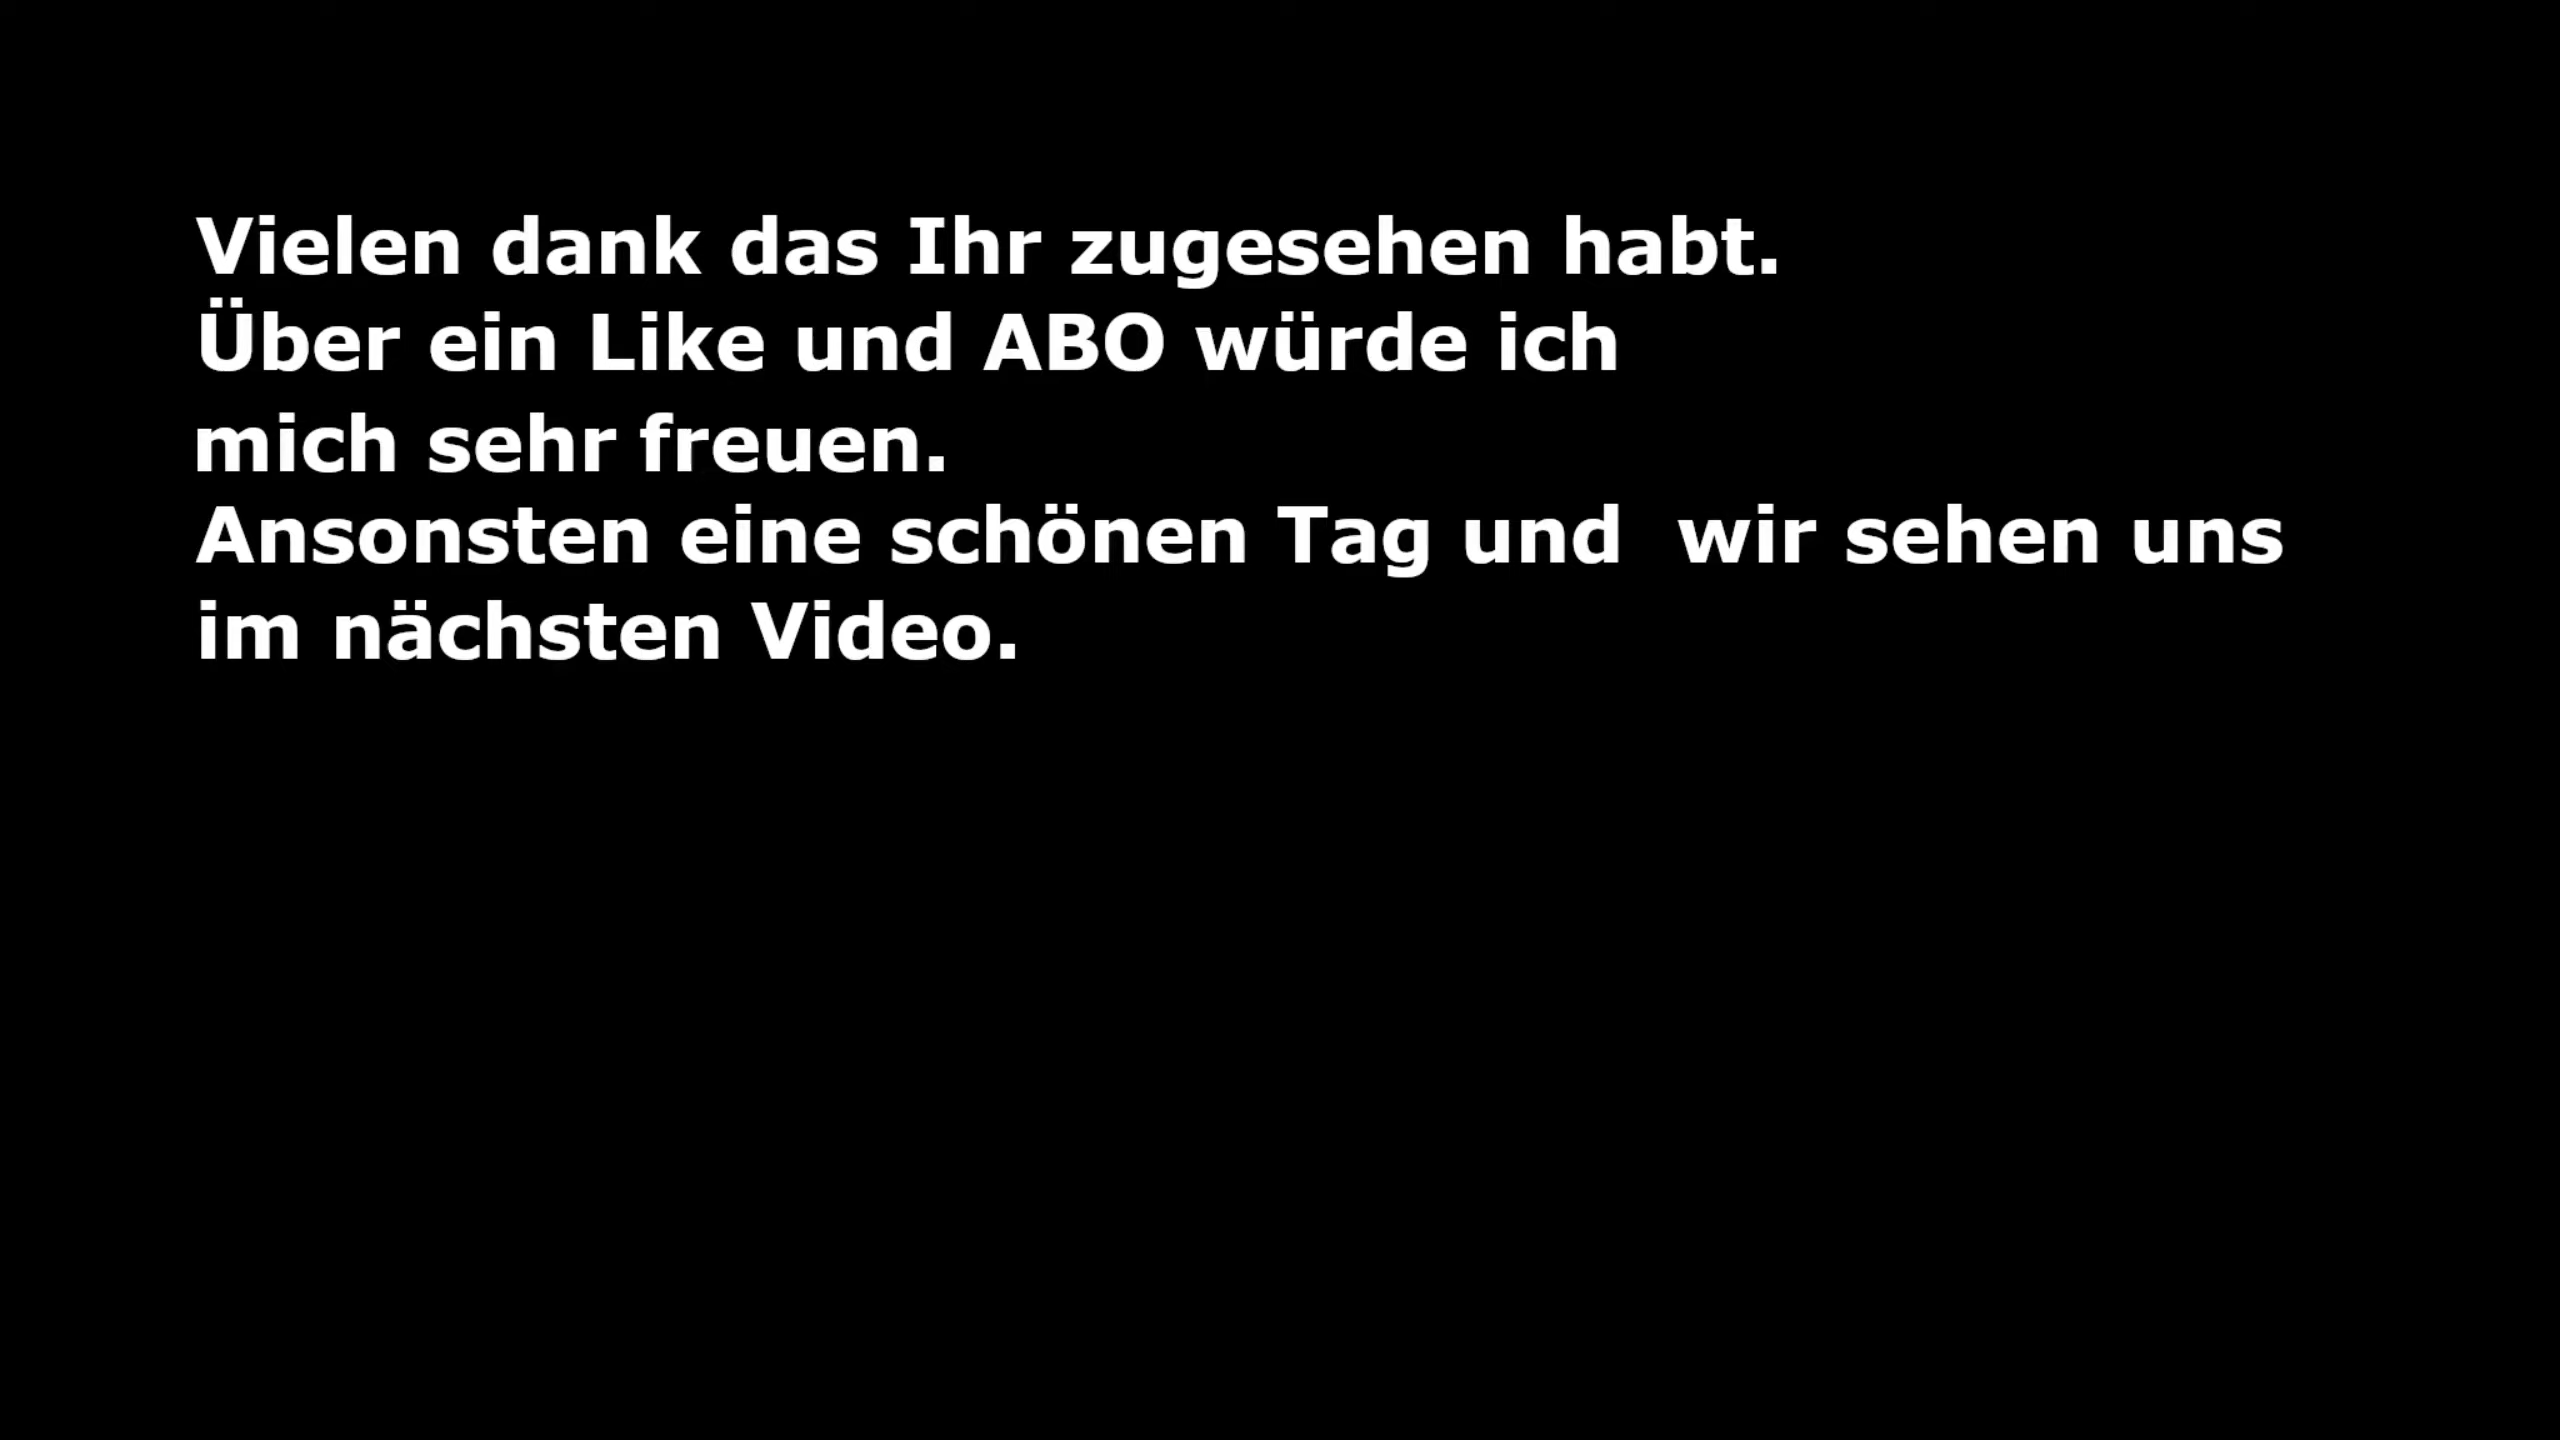 Vielen dank das Ihr zugesehen habt.
Über ein Like und ABO würde ich
mich sehr freuen.
Ansonsten eine schönen Tag und  wir sehen uns
im nächsten Video.